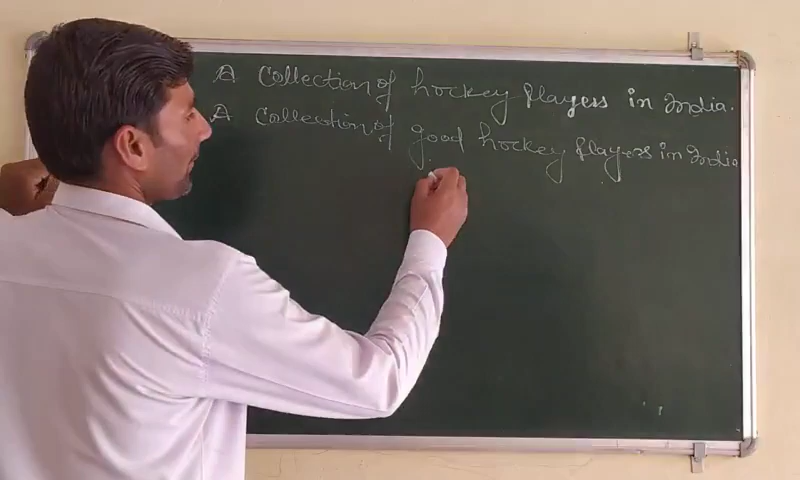 A Collection of hockey Players in India.
A Collection of good hockey Players in India